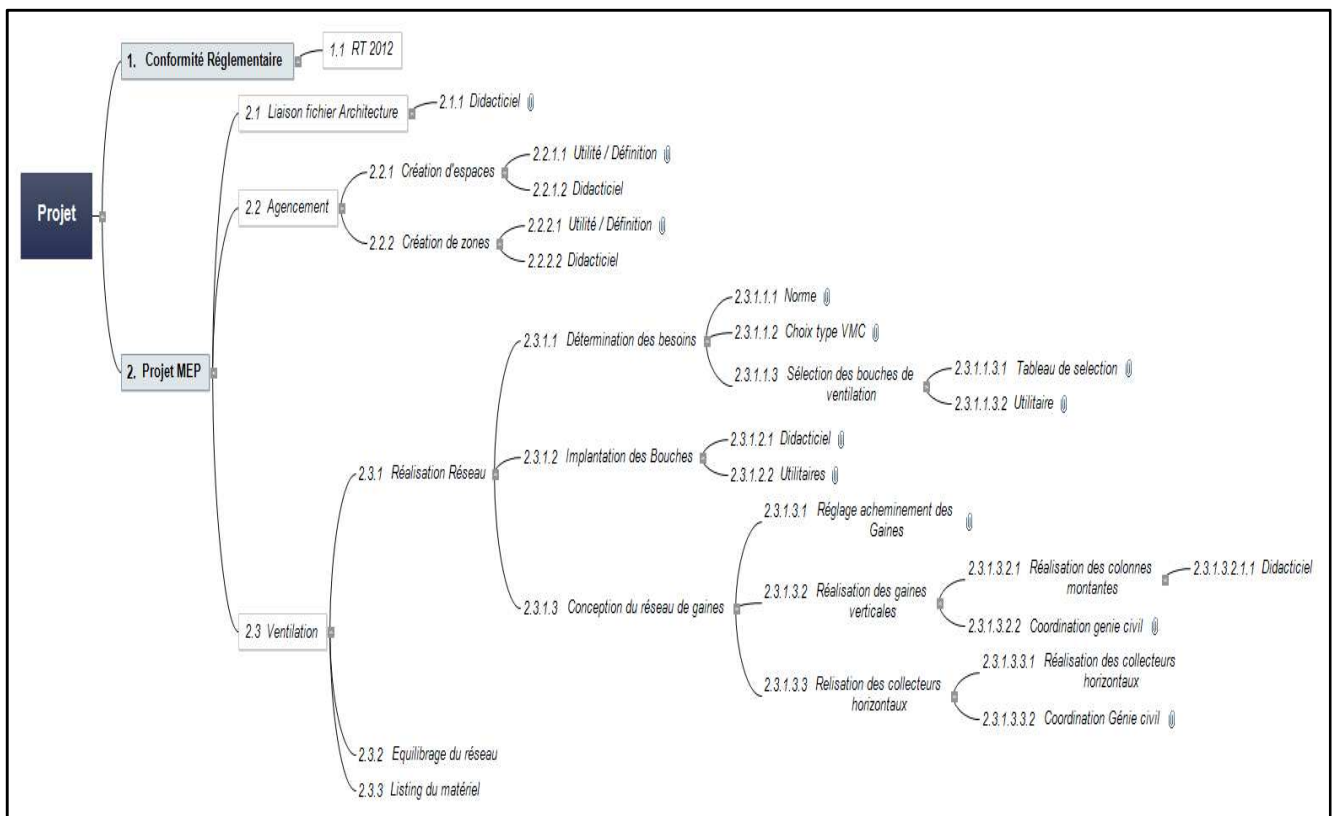 Projet
1. Conformité Réglementaire
1.1 RT 2012
2. Projet MEP
2.1 Liaison fichier Architecture
2.1.1 Didacticiel
2.2 Agencement
2.2.1 Création d'espaces
2.2.1.1 Utilité / Définition
2.2.1.2 Didacticiel
2.2.2 Création de zones
2.2.2.1 Utilité / Définition
2.2.2.2 Didacticiel
2.3 Ventilation
2.3.1 Réalisation Réseau
2.3.1.1 Détermination des besoins
2.3.1.1.1 Norme
2.3.1.1.2 Choix type VMC
2.3.1.1.3 Sélection des bouches de
ventilation
2.3.1.1.3.1 Tableau de selection
2.3.1.1.3.2 Utilitaire
2.3.1.2 Implantation des Bouches
2.3.1.2.1 Didacticiel
2.3.1.2.2 Utilitaires
2.3.1.3 Conception du réseau de gaines
2.3.1.3.1 Réglage acheminement des
Gaines
2.3.1.3.2 Réalisation des gaines
verticales
2.3.1.3.2.1 Réalisation des colonnes
montantes
2.3.1.3.2.1.1 Didacticiel
2.3.1.3.2.2 Coordination genie civil
2.3.1.3.3 Relisation des collecteurs
horizontaux
2.3.1.3.3.1 Réalisation des collecteurs
horizontaux
2.3.1.3.3.2 Coordination Génie civil
2.3.2 Equilibrage du réseau
2.3.3 Listing du matériel